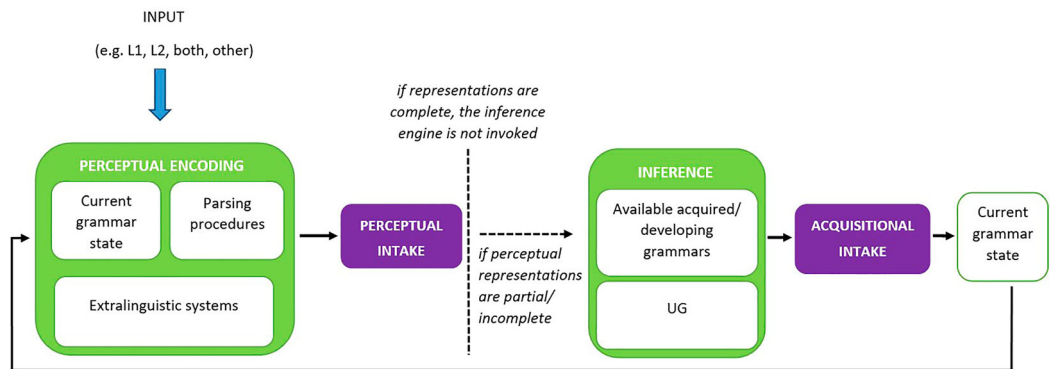 INPUT
(e.g. L1, L2, both, other)
if representations are
complete, the inference
engine is not invoked
PERCEPTUAL ENCODING
Current
grammar
state
Parsing
procedures
Extralinguistic systems
PERCEPTUAL
INTAKE
if perceptual
representations
are partial/
incomplete
INFERENCE
Available acquired/
developing
grammars
UG
ACQUISITIONAL
INTAKE
Current
grammar
state